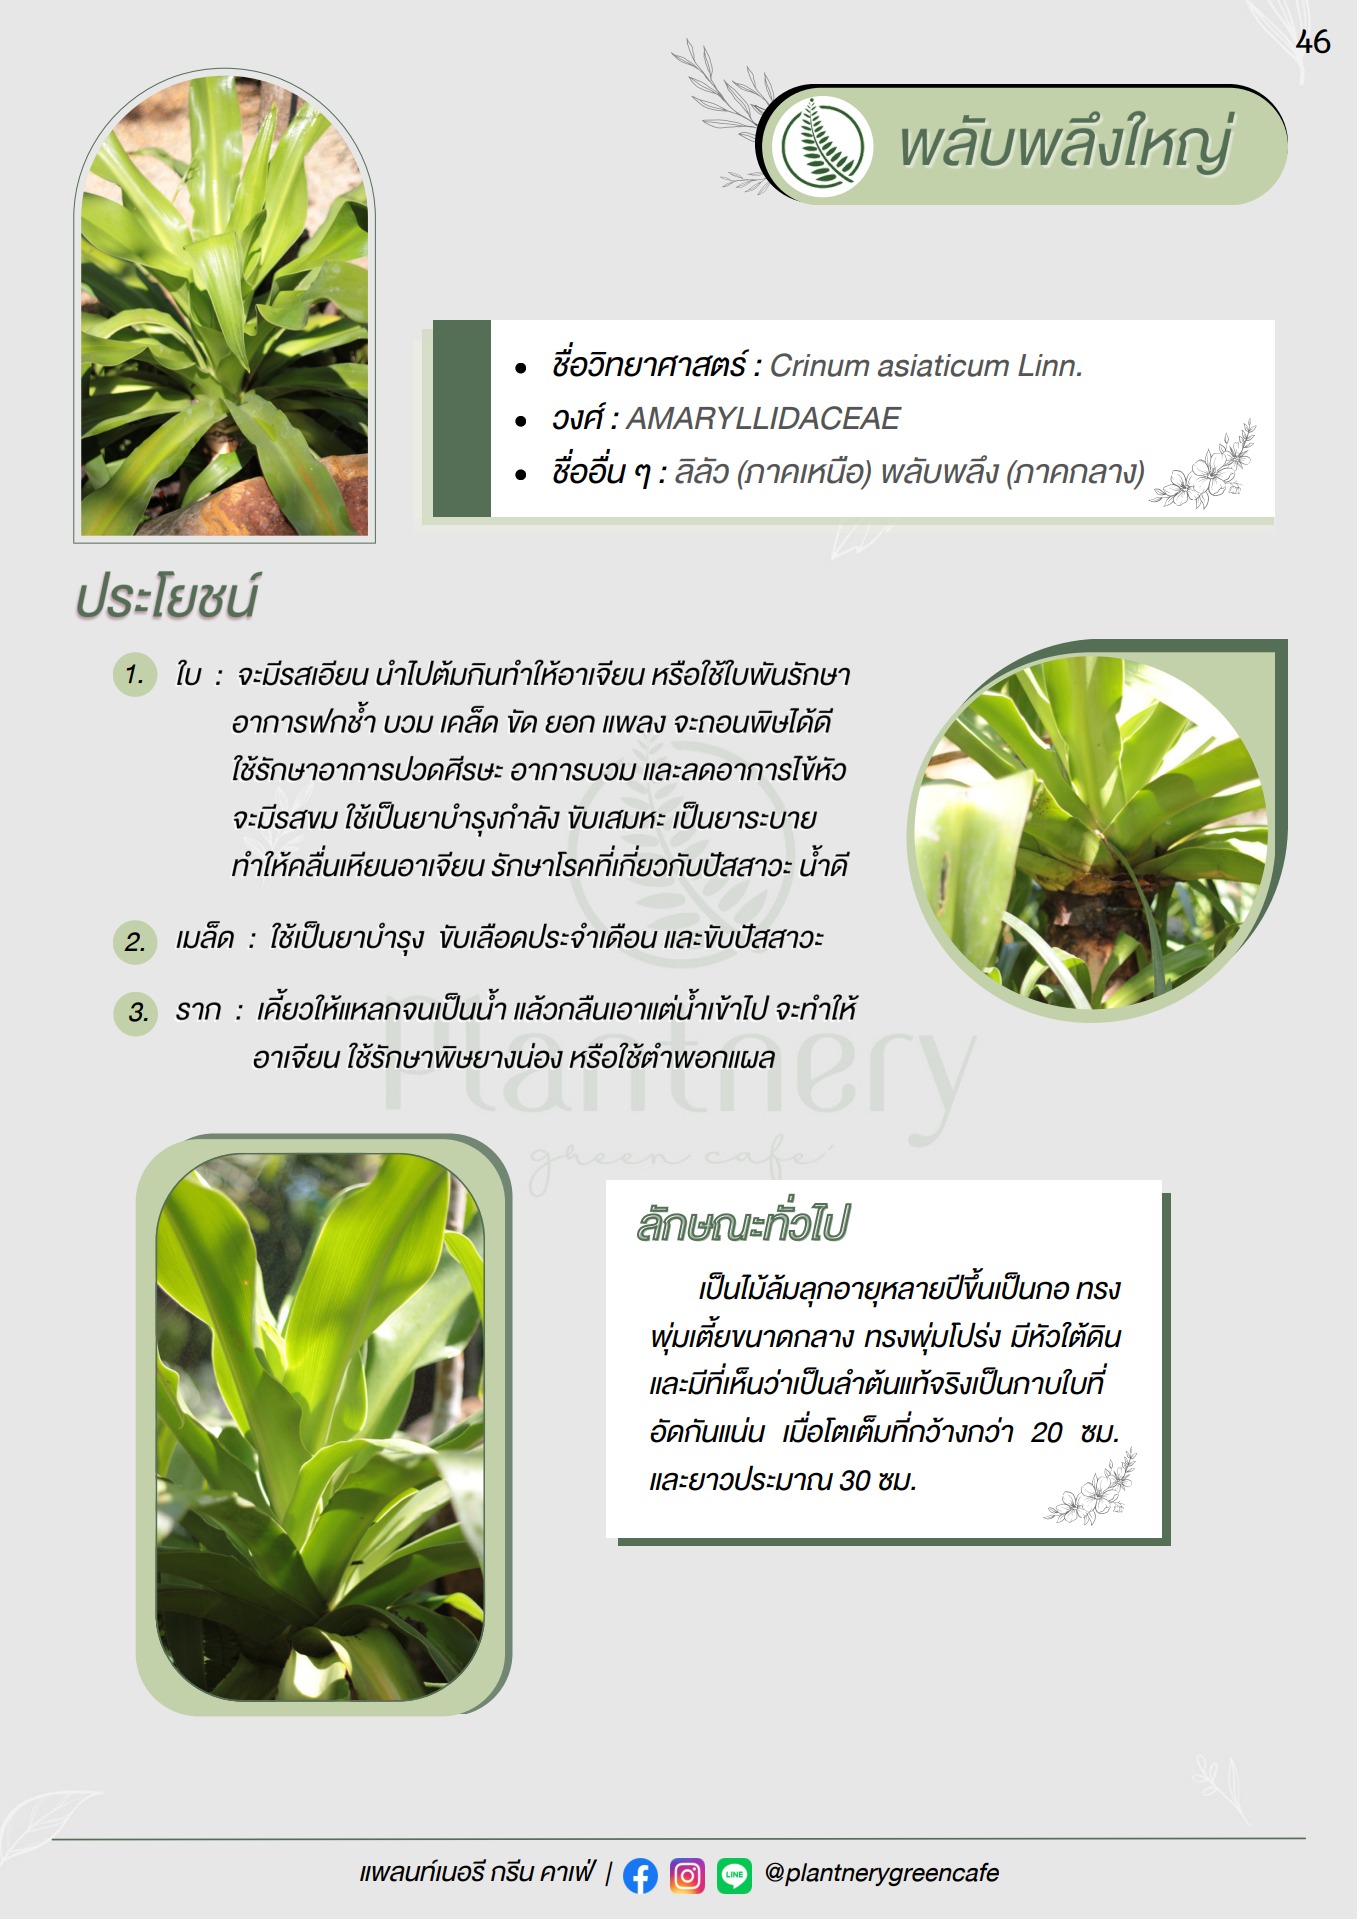 46
พลับพลึงใหญ่
ชื่อวิทยาศาสตร์ : Crinum asiaticum Linn.
วงศ์ : AMARYLLIDACEAE
ชื่ออื่น ๆ : ลิลัว (ภาคเหนือ) พลับพลึง (ภาคกลาง)
ประโยชน์
1. ใบ : จะมีรสเอียน นำไปต้มกินทำให้อาเจียน หรือใช้ใบพันรักษา
อาการฟกช้ำ บวม เคล็ด ขัด ยอก แพลง จะถอนพิษได้ดี
ใช้รักษาอาการปวดศีรษะ อาการบวม และลดอาการไข้หัว
จะมีรสขม ใช้เป็นยาบำรุงกำลัง ขับเสมหะ เป็นยาระบาย
ทำให้คลื่นเหียนอาเจียน รักษาโรคที่เกี่ยวกับปัสสาวะ น้ำดี
2. เมล็ด : ใช้เป็นยาบำรุง ขับเลือดประจำเดือน และขับปัสสาวะ
3. ราก : เคี้ยวให้แหลกจนเป็นน้ำ แล้วกลืนเอาแต่น้ำเข้าไป จะทำให้
อาเจียน ใช้รักษาพิษยางน่อง หรือใช้ตำพอกแผล
Plantnery
green cafe'
ลักษณะทั่วไป
เป็นไม้ล้มลุกอายุหลายปีขึ้นเป็นกอ ทรง
พุ่มเตี้ยขนาดกลาง ทรงพุ่มโปร่ง มีหัวใต้ดิน
และมีที่เห็นว่าเป็นลำต้นแท้จริงเป็นกาบใบที่
อัดกันแน่น เมื่อโตเต็มที่กว้างกว่า 20 ซม.
และยาวประมาณ 30 ซม.
แพลนท์เนอรี กรีน คาเฟ่ | LINE @plantnerygreencafe